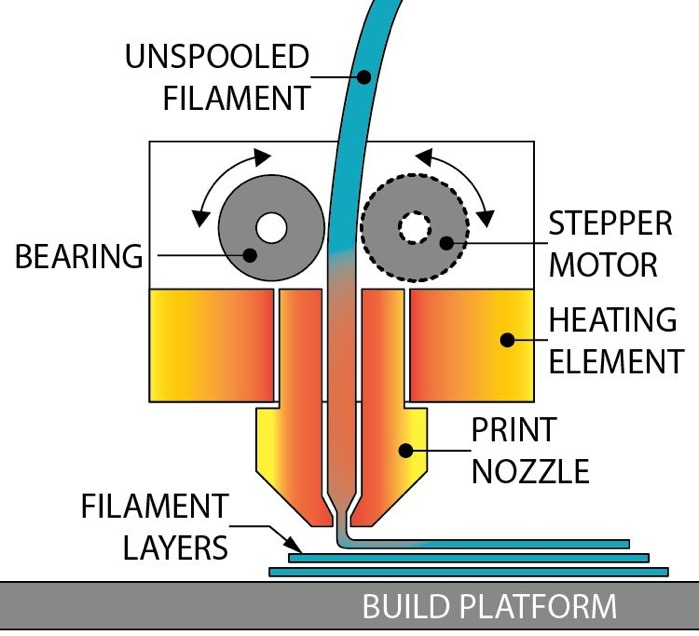 UNSPOOLED
FILAMENT
BEARING
STEPPER
MOTOR
HEATING
ELEMENT
PRINT
NOZZLE
FILAMENT
LAYERS
BUILD PLATFORM